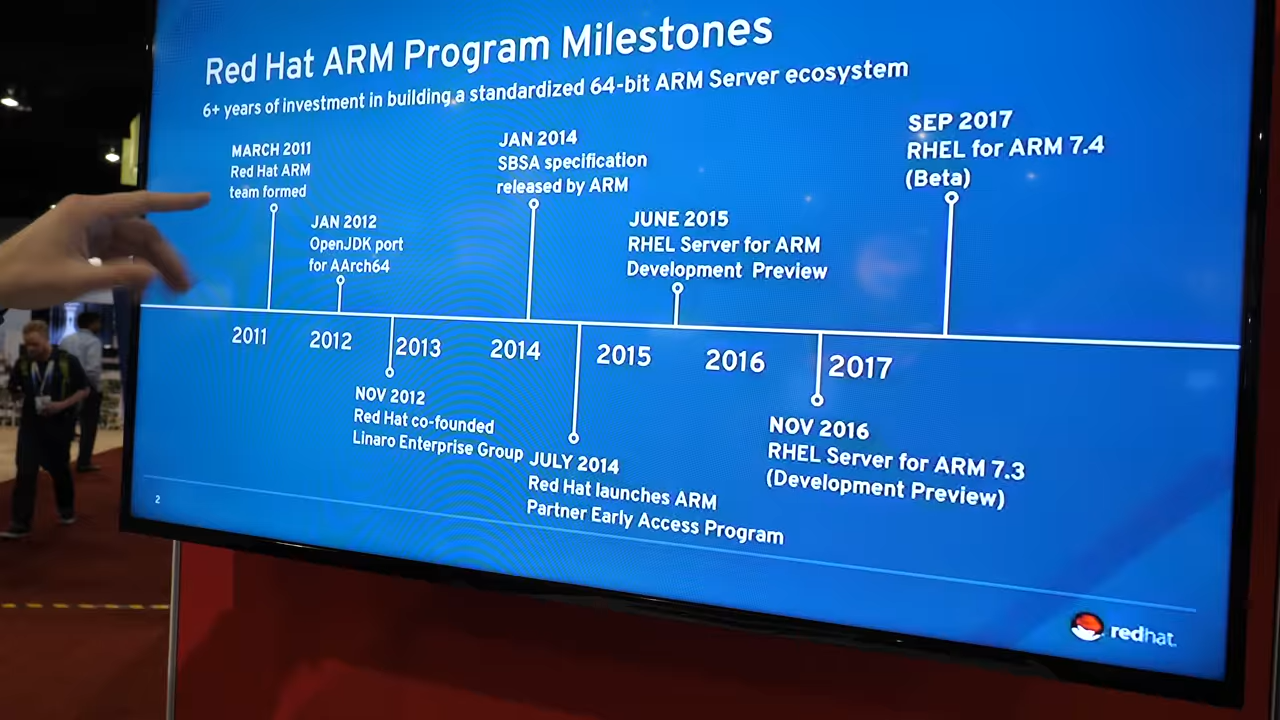 Red Hat ARM Program Milestones
6+ years of investment in building a standardized 64-bit ARM Server ecosystem
MARCH 2011
Red Hat ARM
team formed
JAN 2012
OpenJDK port
for AArch64
JAN 2014
SBSA specification
released by ARM
JUNE 2015
RHEL Server for ARM
Development Preview
SEP 2017
RHEL for ARM 7.4
(Beta)
2011
2012
2013
2014
2015
2016
2017
NOV 2012
Red Hat co-founded
Linaro Enterprise Group
JULY 2014
Red Hat launches ARM
Partner Early Access Program
NOV 2016
RHEL Server for ARM 7.3
(Development Preview)
2
redhat.